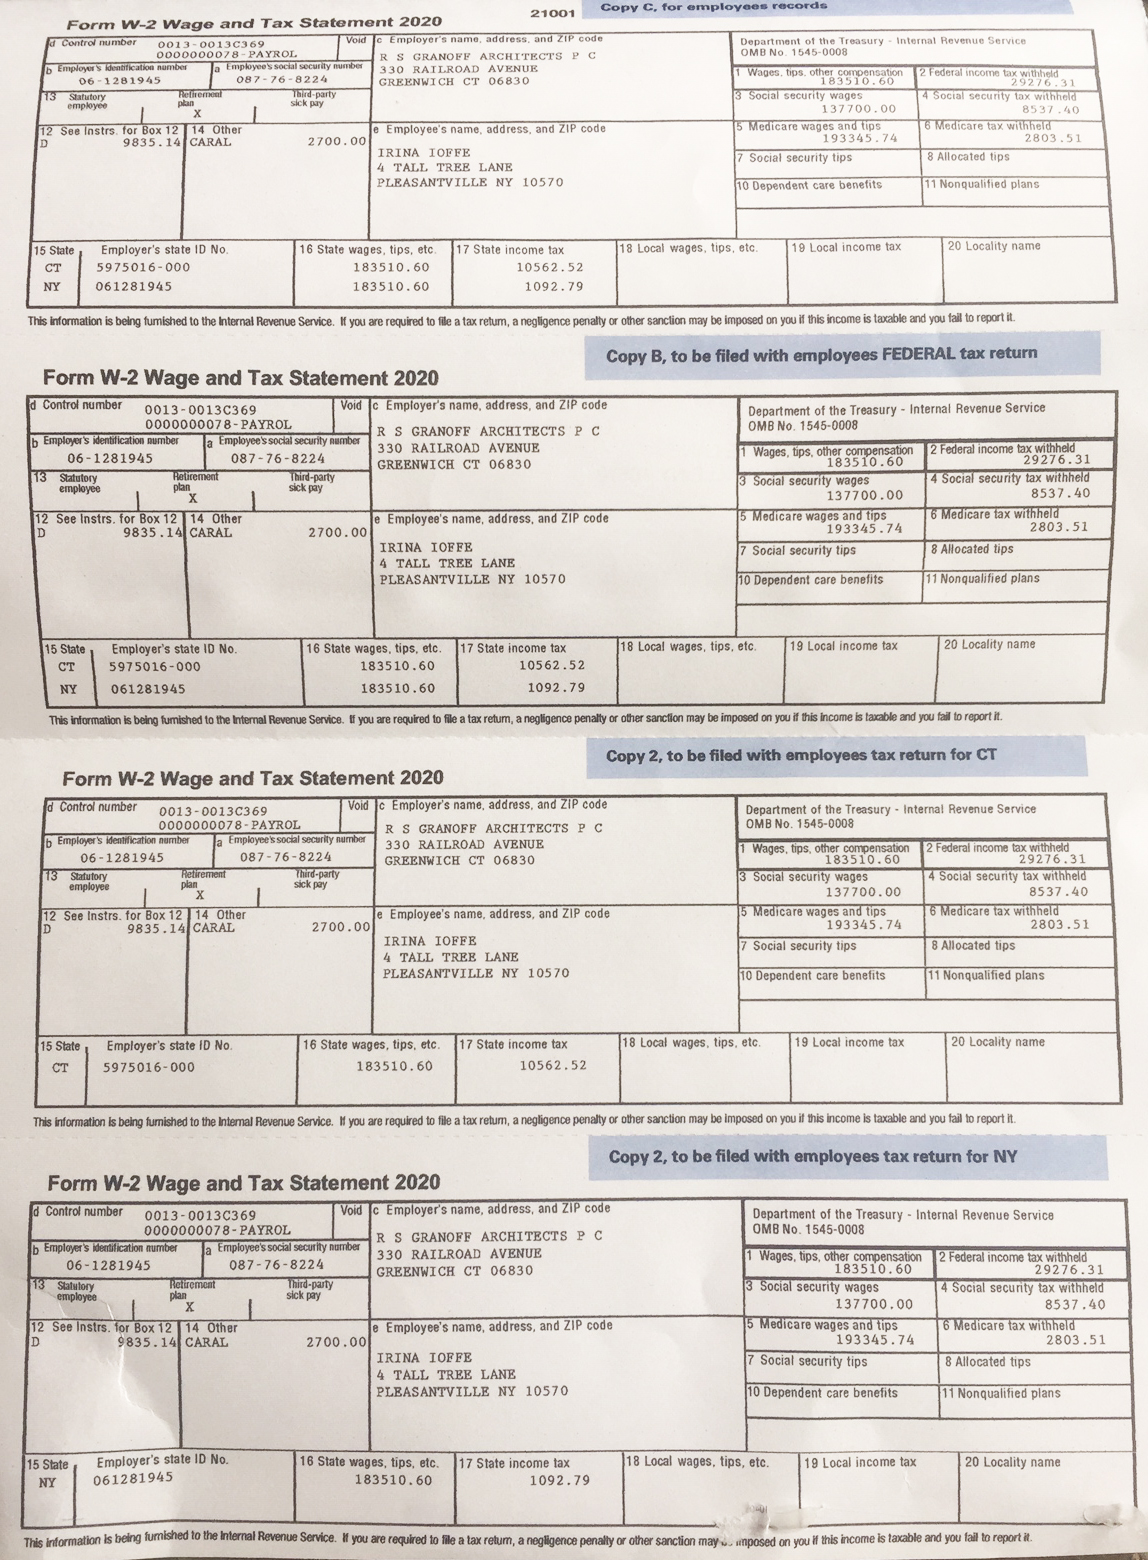 21001
Copy C, for employees records
Form W-2 Wage and Tax Statement 2020
d Control number 0013-0013C369
0000000078-PAYROL
Void
c Employer's name, address, and ZIP code
R S GRANOFF ARCHITECTS P C
330 RAILROAD AVENUE
GREENWICH CT 06830
Department of the Treasury - Internal Revenue Service
OMB No. 1545-0008
b Employer's identification number
06-1281945
a Employee's social security number
087-76-8224
1 Wages, tips, other compensation
183510.60
2 Federal income tax withheld
29276.31
13 Statutory employee
Retirement plan
X
Third-party sick pay
3 Social security wages
137700.00
4 Social security tax withheld
8537.40
12 See Instrs. for Box 12
D 9835.14
14 Other
CARAL 2700.00
e Employee's name, address, and ZIP code
IRINA IOFFE
4 TALL TREE LANE
PLEASANTVILLE NY 10570
5 Medicare wages and tips
193345.74
6 Medicare tax withheld
2803.51
7 Social security tips
8 Allocated tips
10 Dependent care benefits
11 Nonqualified plans
15 State Employer's state ID No. 16 State wages, tips, etc. 17 State income tax 18 Local wages, tips, etc. 19 Local income tax 20 Locality name
CT 5975016-000 183510.60 10562.52
NY 061281945 183510.60 1092.79
This information is being furnished to the Internal Revenue Service. If you are required to file a tax return, a negligence penalty or other sanction may be imposed on you if this income is taxable and you fail to report it.
Copy B, to be filed with employees FEDERAL tax return
Form W-2 Wage and Tax Statement 2020
d Control number 0013-0013C369
0000000078-PAYROL
Void
c Employer's name, address, and ZIP code
R S GRANOFF ARCHITECTS P C
330 RAILROAD AVENUE
GREENWICH CT 06830
Department of the Treasury - Internal Revenue Service
OMB No. 1545-0008
b Employer's identification number
06-1281945
a Employee's social security number
087-76-8224
1 Wages, tips, other compensation
183510.60
2 Federal income tax withheld
29276.31
13 Statutory employee
Retirement plan
X
Third-party sick pay
3 Social security wages
137700.00
4 Social security tax withheld
8537.40
12 See Instrs. for Box 12
D 9835.14
14 Other
CARAL 2700.00
e Employee's name, address, and ZIP code
IRINA IOFFE
4 TALL TREE LANE
PLEASANTVILLE NY 10570
5 Medicare wages and tips
193345.74
6 Medicare tax withheld
2803.51
7 Social security tips
8 Allocated tips
10 Dependent care benefits
11 Nonqualified plans
15 State Employer's state ID No. 16 State wages, tips, etc. 17 State income tax 18 Local wages, tips, etc. 19 Local income tax 20 Locality name
CT 5975016-000 183510.60 10562.52
NY 061281945 183510.60 1092.79
This information is being furnished to the Internal Revenue Service. If you are required to file a tax return, a negligence penalty or other sanction may be imposed on you if this income is taxable and you fail to report it.
Copy 2, to be filed with employees tax return for CT
Form W-2 Wage and Tax Statement 2020
d Control number 0013-0013C369
0000000078-PAYROL
Void
c Employer's name, address, and ZIP code
R S GRANOFF ARCHITECTS P C
330 RAILROAD AVENUE
GREENWICH CT 06830
Department of the Treasury - Internal Revenue Service
OMB No. 1545-0008
b Employer's identification number
06-1281945
a Employee's social security number
087-76-8224
1 Wages, tips, other compensation
183510.60
2 Federal income tax withheld
29276.31
13 Statutory employee
Retirement plan
X
Third-party sick pay
3 Social security wages
137700.00
4 Social security tax withheld
8537.40
12 See Instrs. for Box 12
D 9835.14
14 Other
CARAL 2700.00
e Employee's name, address, and ZIP code
IRINA IOFFE
4 TALL TREE LANE
PLEASANTVILLE NY 10570
5 Medicare wages and tips
193345.74
6 Medicare tax withheld
2803.51
7 Social security tips
8 Allocated tips
10 Dependent care benefits
11 Nonqualified plans
15 State Employer's state ID No. 16 State wages, tips, etc. 17 State income tax 18 Local wages, tips, etc. 19 Local income tax 20 Locality name
CT 5975016-000 183510.60 10562.52
This information is being furnished to the Internal Revenue Service. If you are required to file a tax return, a negligence penalty or other sanction may be imposed on you if this income is taxable and you fail to report it.
Copy 2, to be filed with employees tax return for NY
Form W-2 Wage and Tax Statement 2020
d Control number 0013-0013C369
0000000078-PAYROL
Void
c Employer's name, address, and ZIP code
R S GRANOFF ARCHITECTS P C
330 RAILROAD AVENUE
GREENWICH CT 06830
Department of the Treasury - Internal Revenue Service
OMB No. 1545-0008
b Employer's identification number
06-1281945
a Employee's social security number
087-76-8224
1 Wages, tips, other compensation
183510.60
2 Federal income tax withheld
29276.31
13 Statutory employee
Retirement plan
X
Third-party sick pay
3 Social security wages
137700.00
4 Social security tax withheld
8537.40
12 See Instrs. for Box 12
D 9835.14
14 Other
CARAL 2700.00
e Employee's name, address, and ZIP code
IRINA IOFFE
4 TALL TREE LANE
PLEASANTVILLE NY 10570
5 Medicare wages and tips
193345.74
6 Medicare tax withheld
2803.51
7 Social security tips
8 Allocated tips
10 Dependent care benefits
11 Nonqualified plans
15 State Employer's state ID No. 16 State wages, tips, etc. 17 State income tax 18 Local wages, tips, etc. 19 Local income tax 20 Locality name
NY 061281945 183510.60 1092.79
This information is being furnished to the Internal Revenue Service. If you are required to file a tax return, a negligence penalty or other sanction may imposed on you if this income is taxable and you fail to report it.